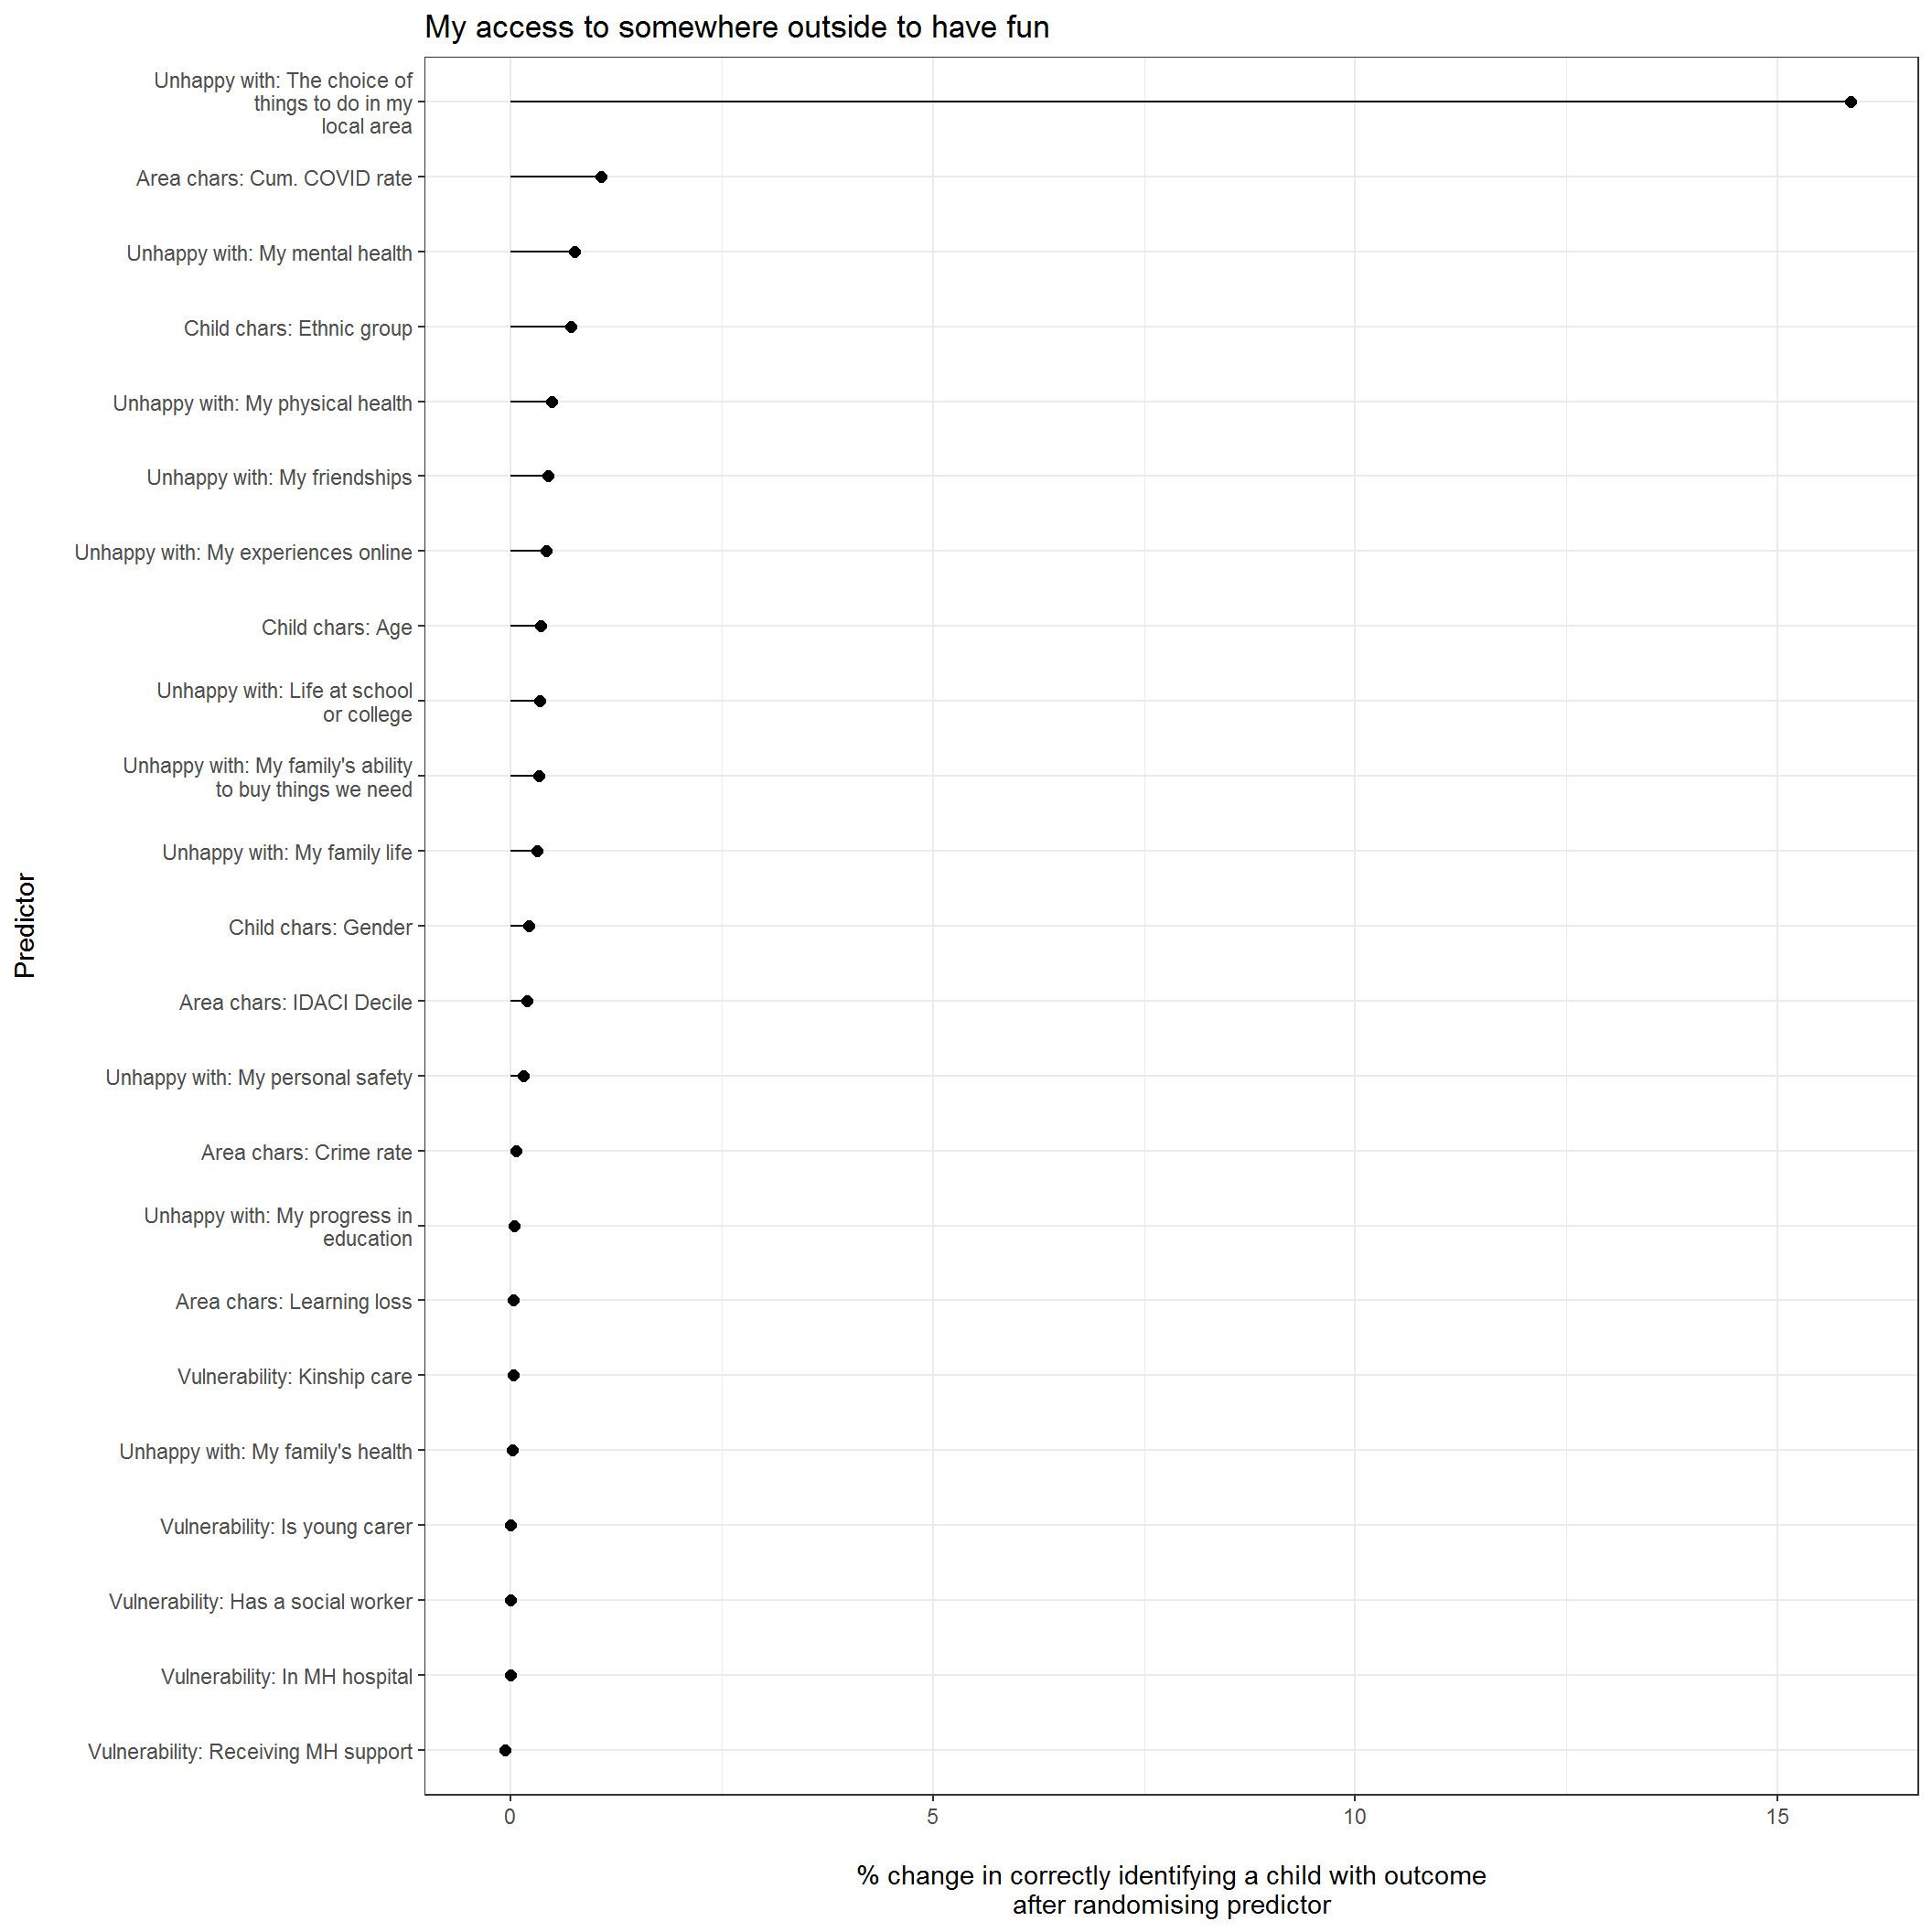 My access to somewhere outside to have fun
Unhappy with: The choice of
things to do in my
local area
Area chars: Cum. COVID rate
Unhappy with: My mental health
Child chars: Ethnic group
Unhappy with: My physical health
Unhappy with: My friendships
Unhappy with: My experiences online
Child chars: Age
Unhappy with: Life at school
or college
Unhappy with: My family's ability
to buy things we need
Unhappy with: My family life
Child chars: Gender
Area chars: IDACI Decile
Unhappy with: My personal safety
Area chars: Crime rate
Unhappy with: My progress in
education
Area chars: Learning loss
Vulnerability: Kinship care
Unhappy with: My family's health
Vulnerability: Is young carer
Vulnerability: Has a social worker
Vulnerability: In MH hospital
Vulnerability: Receiving MH support
Predictor
0 5 10 15
% change in correctly identifying a child with outcome
after randomising predictor